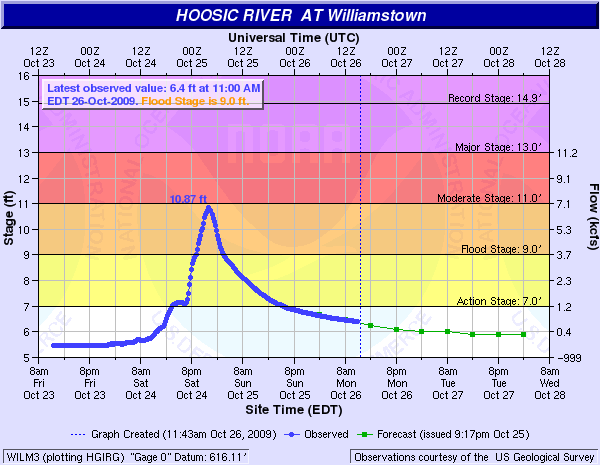 HOOSIC RIVER AT Williamstown
Universal Time (UTC)
12Z 00Z 12Z 00Z 12Z 00Z 12Z 00Z 12Z 00Z 12Z
Oct 23 Oct 24 Oct 24 Oct 25 Oct 25 Oct 26 Oct 26 Oct 27 Oct 27 Oct 28 Oct 28
Latest observed value: 6.4 ft at 11:00 AM
EDT 26-Oct-2009. Flood Stage is 9.0 ft.
Record Stage: 14.9'
Major Stage: 13.0'
Moderate Stage: 11.0'
Flood Stage: 9.0'
Action Stage: 7.0'
10.87 ft
NOAA
Stage (ft)
16
15
14
13
12
11
10
9
8
7
6
5
Flow (kcfs)
11.2
9.1
7.1
5.3
3.7
2.3
1.2
0.4
-999
8am 8pm 8am 8pm 8am 8pm 8am 8pm 8am 8pm 8am
Fri Fri Sat Sat Sun Sun Mon Mon Tue Tue Wed
Oct 23 Oct 23 Oct 24 Oct 24 Oct 25 Oct 25 Oct 26 Oct 26 Oct 27 Oct 27 Oct 28
Site Time (EDT)
Graph Created (11:43am Oct 26, 2009) Observed Forecast (issued 9:17pm Oct 25)
WILM3 (plotting HGIRG) "Gage 0" Datum: 616.11'
Observations courtesy of the US Geological Survey